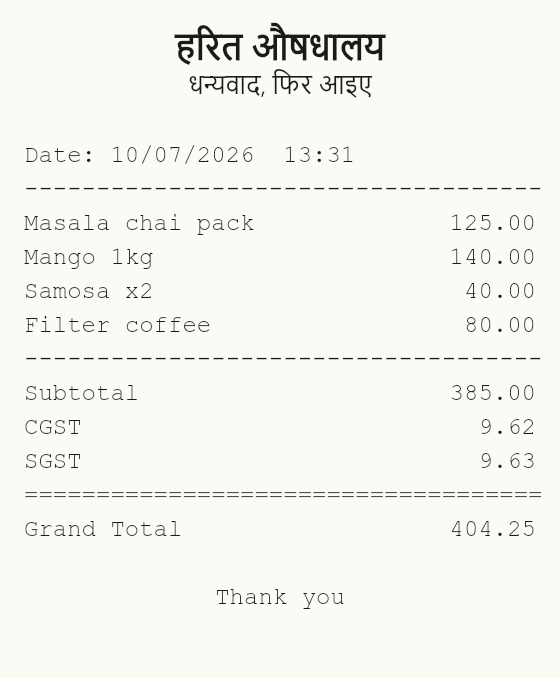 हरित औषधालय
धन्यवाद, फिर आइए
Date: 10/07/2026  13:31
------------------------------------
Masala chai pack 125.00
Mango 1kg 140.00
Samosa x2 40.00
Filter coffee 80.00
------------------------------------
Subtotal 385.00
CGST 9.62
SGST 9.63
====================================
Grand Total 404.25
Thank you